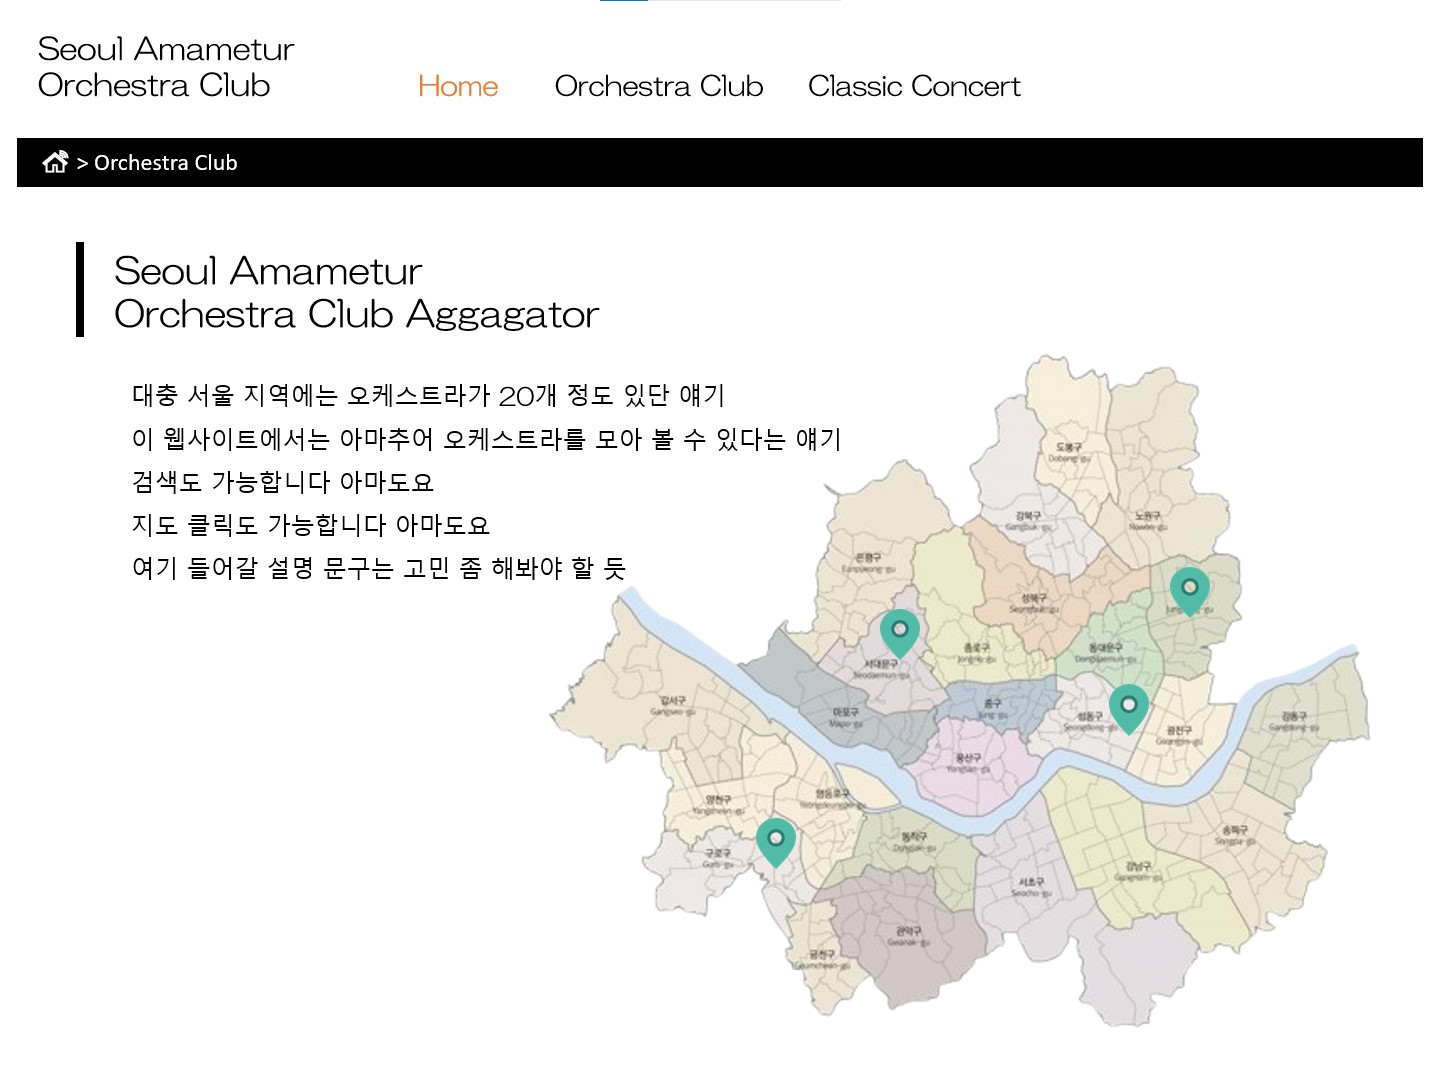 Seoul Amametur
Orchestra Club
Home
Orchestra Club
Classic Concert
> Orchestra Club
Seoul Amametur
Orchestra Club Aggagator
대충 서울 지역에는 오케스트라가 20개 정도 있단 얘기
이 웹사이트에서는 아마추어 오케스트라를 모아 볼 수 있다는 얘기
검색도 가능합니다 아마도요
지도 클릭도 가능합니다 아마도요
여기 들어갈 설명 문구는 고민 좀 해봐야 할 듯
도봉구
Dobong-gu
강북구
Gangbuk-gu
노원구
Nowon-gu
은평구
Eunpyeong-gu
성북구
Seongbuk-gu
종로구
Jongno-gu
동대문구
Dongdaemun-gu
서대문구
Seodaemun-gu
강서구
Gangseo-gu
마포구
Mapo-gu
중구
Jung-gu
성동구
Seongdong-gu
광진구
Gwangjin-gu
강동구
Gangdong-gu
용산구
Yongsan-gu
양천구
Yangcheon-gu
영등포구
Yeongdeungpo-gu
동작구
Dongjak-gu
송파구
Songpa-gu
구로구
Guro-gu
서초구
Seocho-gu
강남구
Gangnam-gu
관악구
Gwanak-gu
금천구
Geumcheon-gu